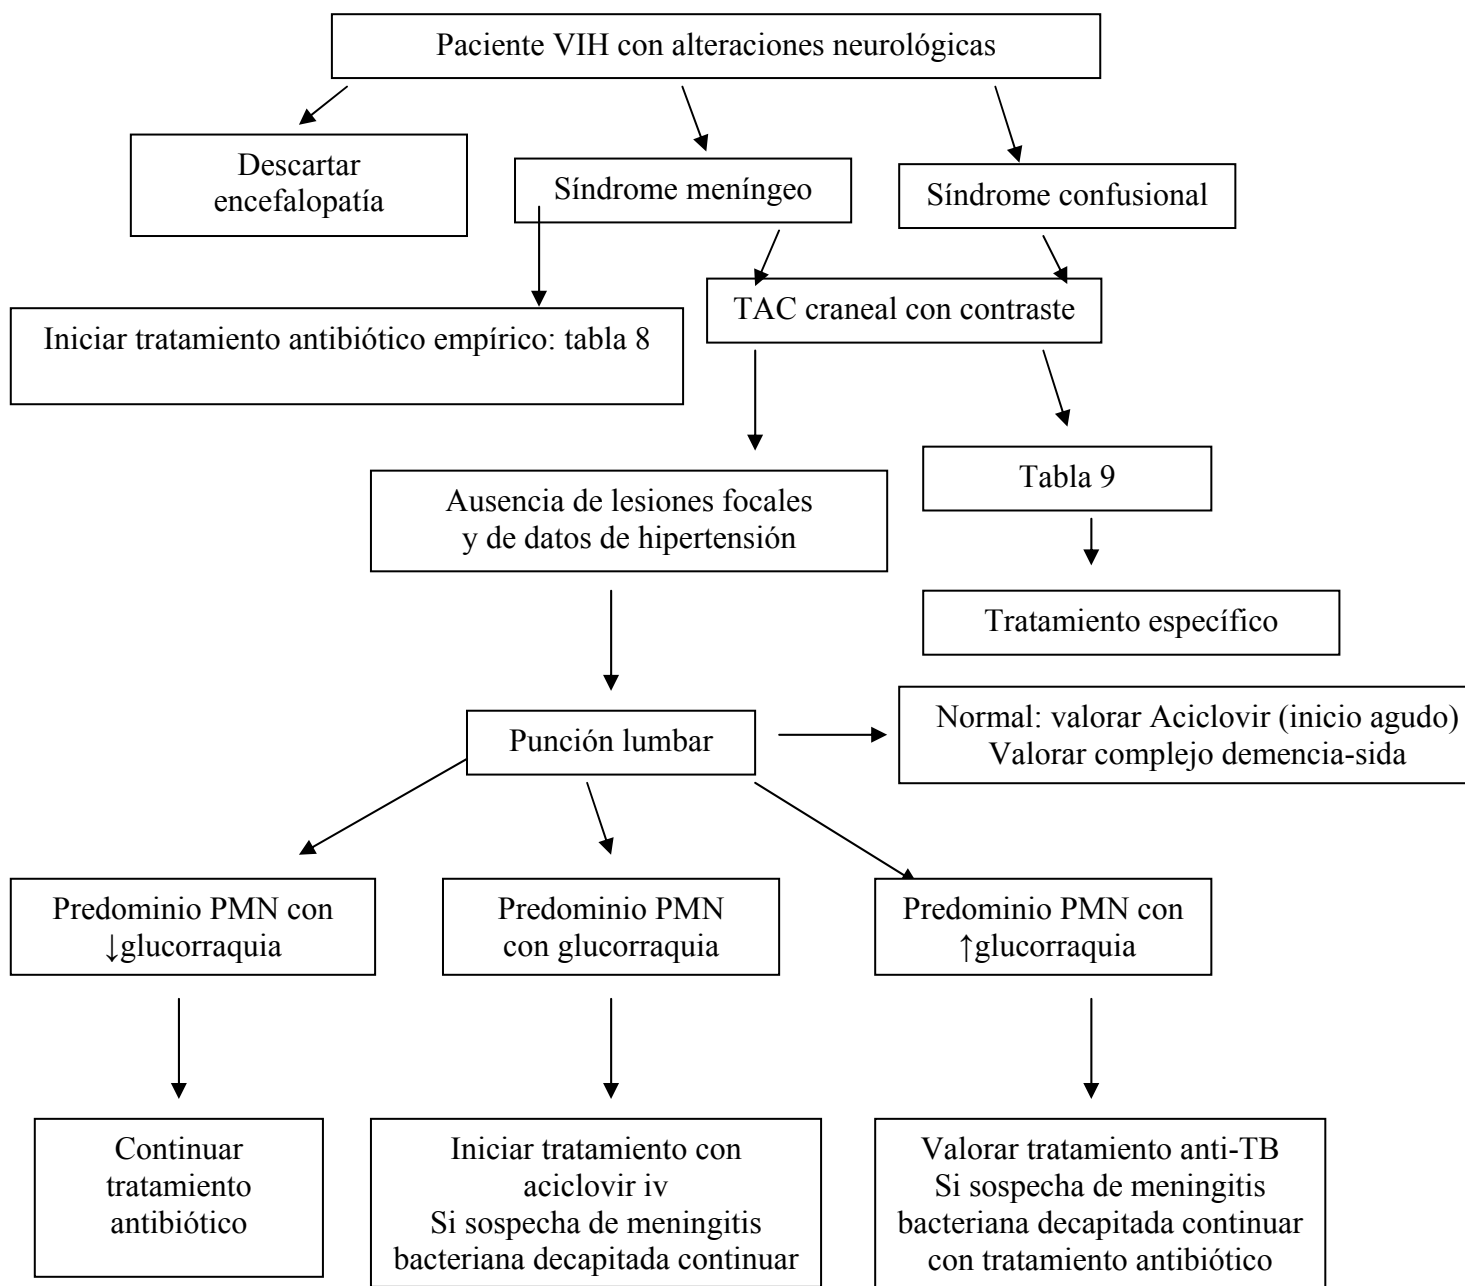 Paciente VIH con alteraciones neurológicas
Descartar
encefalopatía
Síndrome meníngeo
Síndrome confusional
Iniciar tratamiento antibiótico empírico: tabla 8
TAC craneal con contraste
Ausencia de lesiones focales
y de datos de hipertensión
Tabla 9
Tratamiento específico
Punción lumbar
Normal: valorar Aciclovir (inicio agudo)
Valorar complejo demencia-sida
Predominio PMN con
↓glucorraquia
Predominio PMN
con glucorraquia
Predominio PMN con
↑glucorraquia
Continuar
tratamiento
antibiótico
Iniciar tratamiento con
aciclovir iv
Si sospecha de meningitis
bacteriana decapitada continuar
Valorar tratamiento anti-TB
Si sospecha de meningitis
bacteriana decapitada continuar
con tratamiento antibiótico